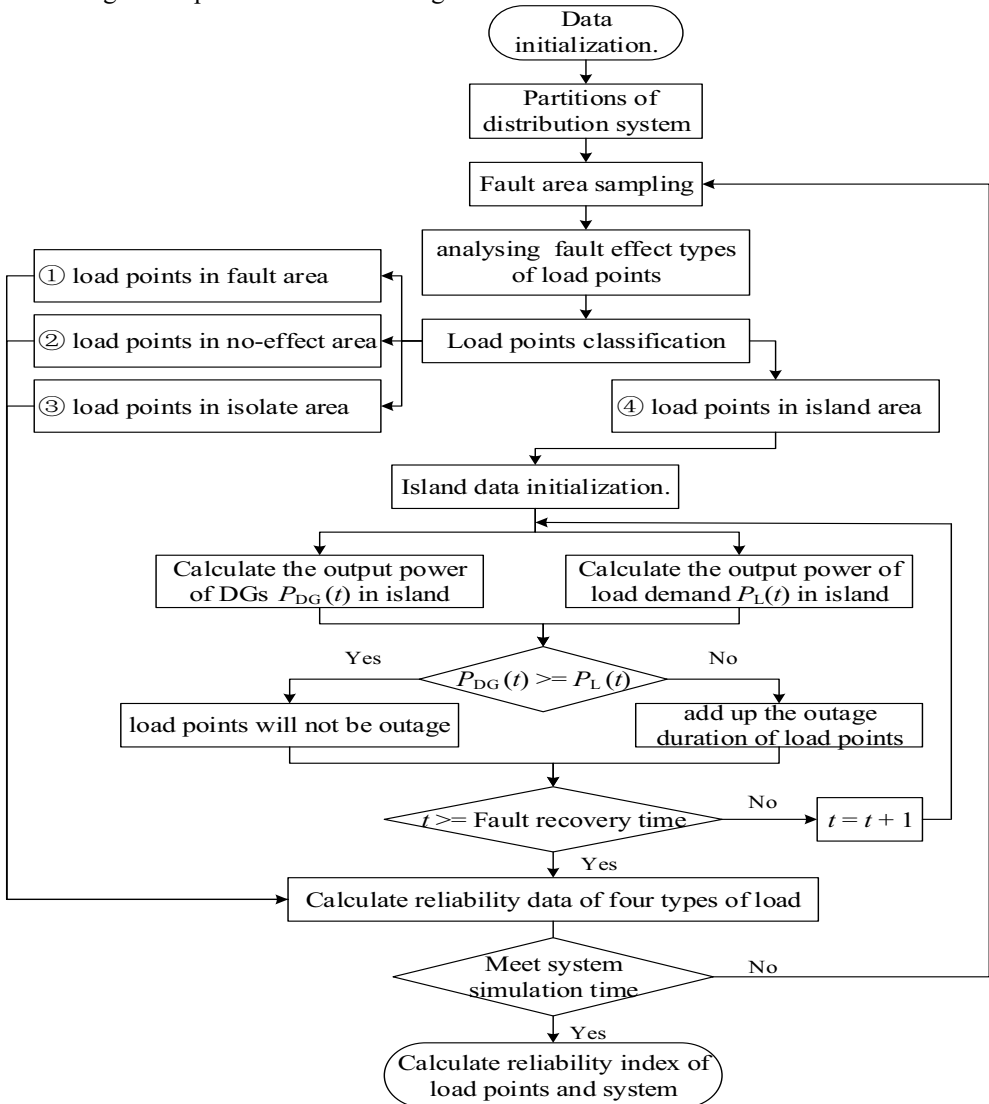 Data
initialization.
Partitions of
distribution system
Fault area sampling
analysing fault effect types
of load points
① load points in fault area
② load points in no-effect area
Load points classification
③ load points in isolate area
④ load points in island area
Island data initialization.
Calculate the output power
of DGs P_DG(t) in island
Calculate the output power of
load demand P_L(t) in island
Yes
No
P_DG(t) >= P_L(t)
load points will not be outage
add up the outage
duration of load points
t >= Fault recovery time
No
t = t + 1
Yes
Calculate reliability data of four types of load
Meet system
simulation time
No
Yes
Calculate reliability index of
load points and system